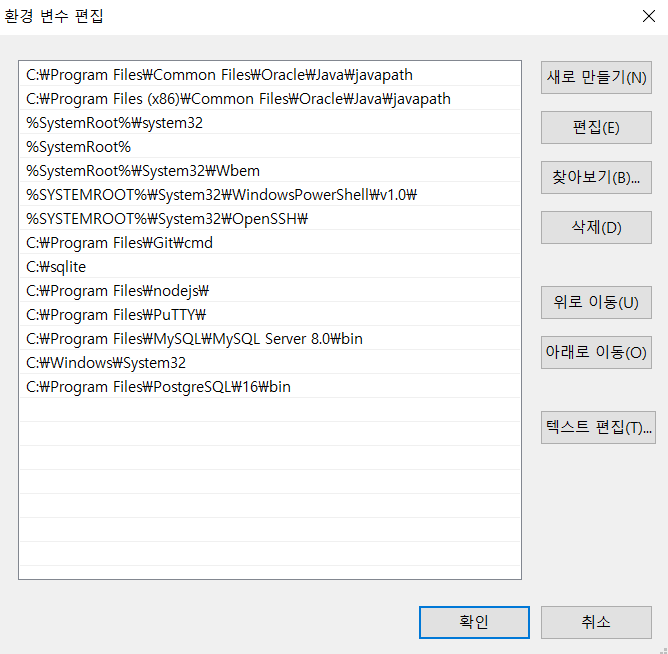 환경 변수 편집
C:₩Program Files₩Common Files₩Oracle₩Java₩javapath
C:₩Program Files (x86)₩Common Files₩Oracle₩Java₩javapath
%SystemRoot%₩system32
%SystemRoot%
%SystemRoot%₩System32₩Wbem
%SYSTEMROOT%₩System32₩WindowsPowerShell₩v1.0₩
%SYSTEMROOT%₩System32₩OpenSSH₩
C:₩Program Files₩Git₩cmd
C:₩sqlite
C:₩Program Files₩nodejs₩
C:₩Program Files₩PuTTY₩
C:₩Program Files₩MySQL₩MySQL Server 8.0₩bin
C:₩Windows₩System32
C:₩Program Files₩PostgreSQL₩16₩bin
새로 만들기(N)
편집(E)
찾아보기(B)...
삭제(D)
위로 이동(U)
아래로 이동(O)
텍스트 편집(T)...
확인
취소